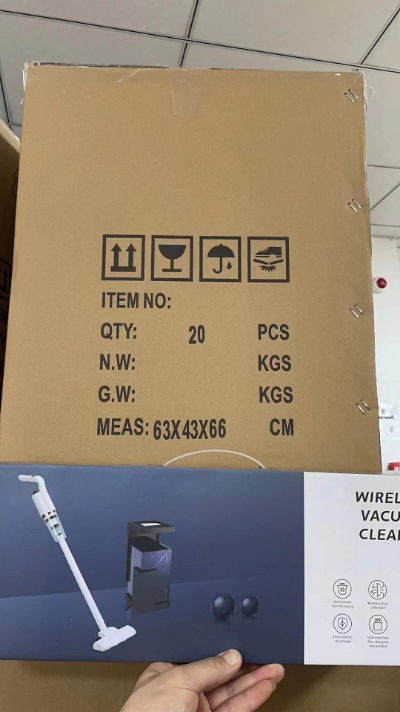 ITEM NO:
QTY: 20 PCS
N.W: KGS
G.W: KGS
MEAS: 63X43X66 CM
WIREL
VACU
CLEA